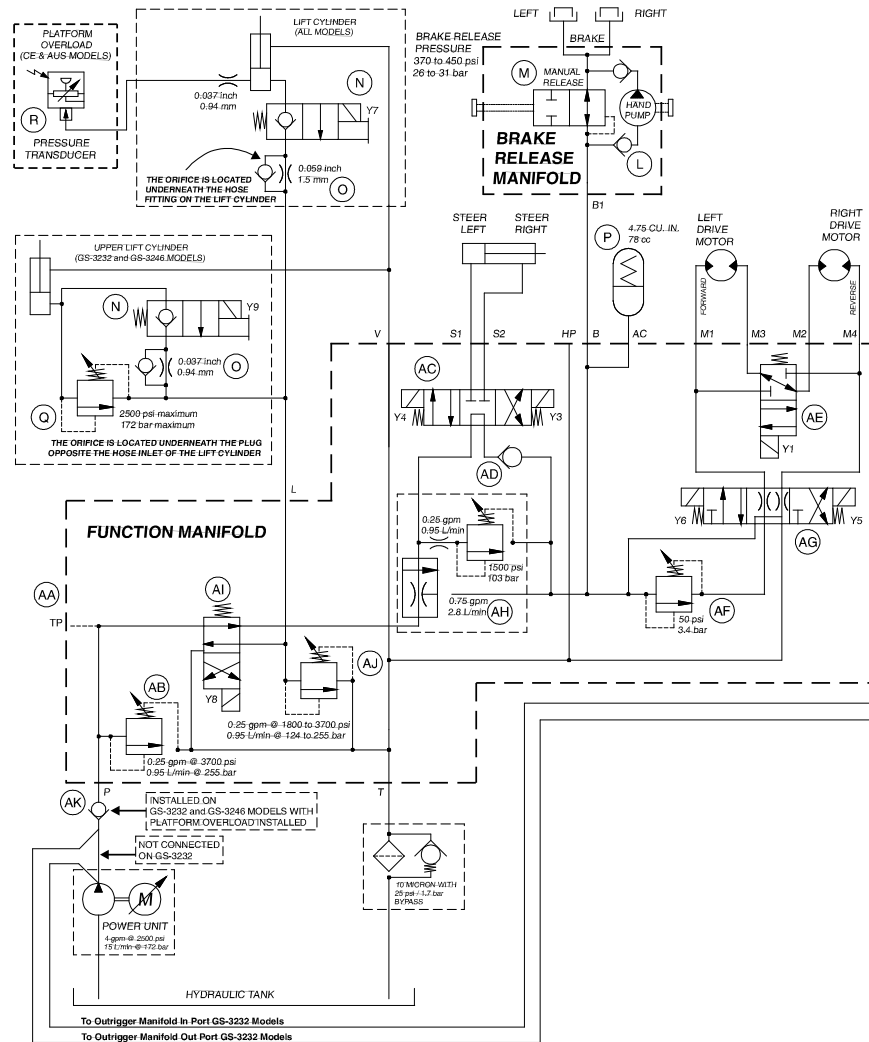 LEFT
RIGHT
PLATFORM
OVERLOAD
(CE & AUS MODELS)
R
PRESSURE
TRANSDUCER
LIFT CYLINDER
(ALL MODELS)
0.037 inch
0.94 mm
N
Y7
THE ORIFICE IS LOCATED
UNDERNEATH THE HOSE
FITTING ON THE LIFT CYLINDER
0.059 inch
1.5 mm
O
BRAKE RELEASE
PRESSURE
370 to 450 psi
26 to 31 bar
BRAKE
M
MANUAL
RELEASE
HAND
PUMP
BRAKE
RELEASE
MANIFOLD
L
B1
UPPER LIFT CYLINDER
(GS-3232 and GS-3246 MODELS)
N
Y9
0.037 inch
0.94 mm
O
Q
2500 psi maximum
172 bar maximum
THE ORIFICE IS LOCATED UNDERNEATH THE PLUG
OPPOSITE THE HOSE INLET OF THE LIFT CYLINDER
STEER
LEFT
STEER
RIGHT
P
4.75 CU. IN.
78 cc
LEFT
DRIVE
MOTOR
RIGHT
DRIVE
MOTOR
FORWARD
REVERSE
V
S1
S2
HP
B
AC
M1
M3
M2
M4
AC
Y4
Y3
AE
Y1
AD
L
Y6
Y5
AG
FUNCTION MANIFOLD
0.25 gpm
0.95 L/min
1500 psi
103 bar
0.75 gpm
2.8 L/min
AH
AF
50 psi
3.4 bar
AA
TP
AI
Y8
AJ
0.25 gpm @ 1800 to 3700 psi
0.95 L/min @ 124 to 255 bar
AB
0.25 gpm @ 3700 psi
0.95 L/min @ 255 bar
P
T
AK
INSTALLED ON
GS-3232 and GS-3246 MODELS WITH
PLATFORM OVERLOAD INSTALLED
NOT CONNECTED
ON GS-3232
M
POWER UNIT
4 gpm @ 2500 psi
15 L/min @ 172 bar
10 MICRON WITH
25 psi / 1.7 bar
BYPASS
HYDRAULIC TANK
To Outrigger Manifold In Port GS-3232 Models
To Outrigger Manifold Out Port GS-3232 Models